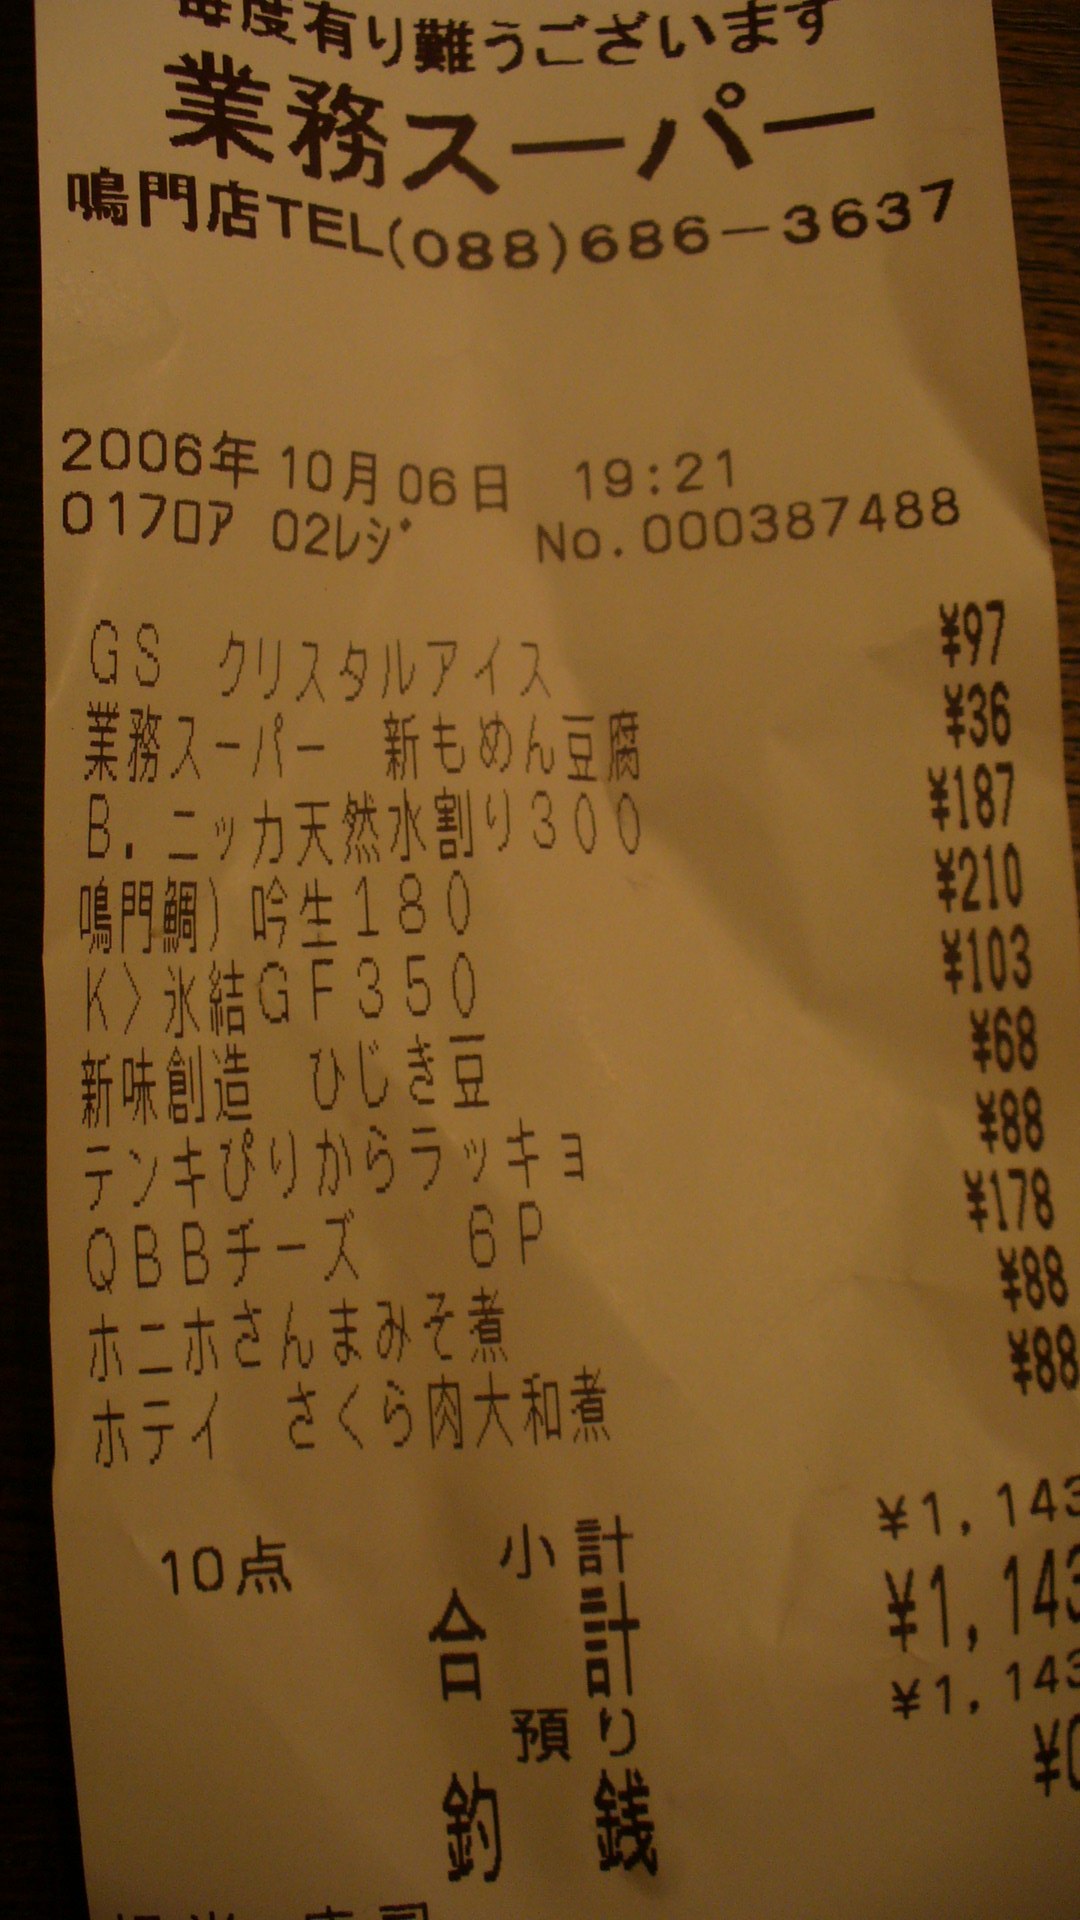 毎度有り難うございます
業務スーパー
鳴門店TEL(088)686-3637
2006年10月06日 19:21
017ﾌﾛｱ 02ﾚｼﾞ No.000387488
GS クリスタルアイス ¥97
業務スーパー 新もめん豆腐 ¥36
B.ニッカ天然水割り300 ¥187
鳴門鯛)吟生180 ¥210
K>氷結GF350 ¥103
新味創造 ひじき豆 ¥68
テンキぴりからラッキョ ¥88
QBBチーズ 6P ¥178
ホニホさんまみそ煮 ¥88
ホテイ さくら肉大和煮 ¥88
10点 小計 ¥1,143
合計 ¥1,143
預り ¥1,143
釣銭 ¥0